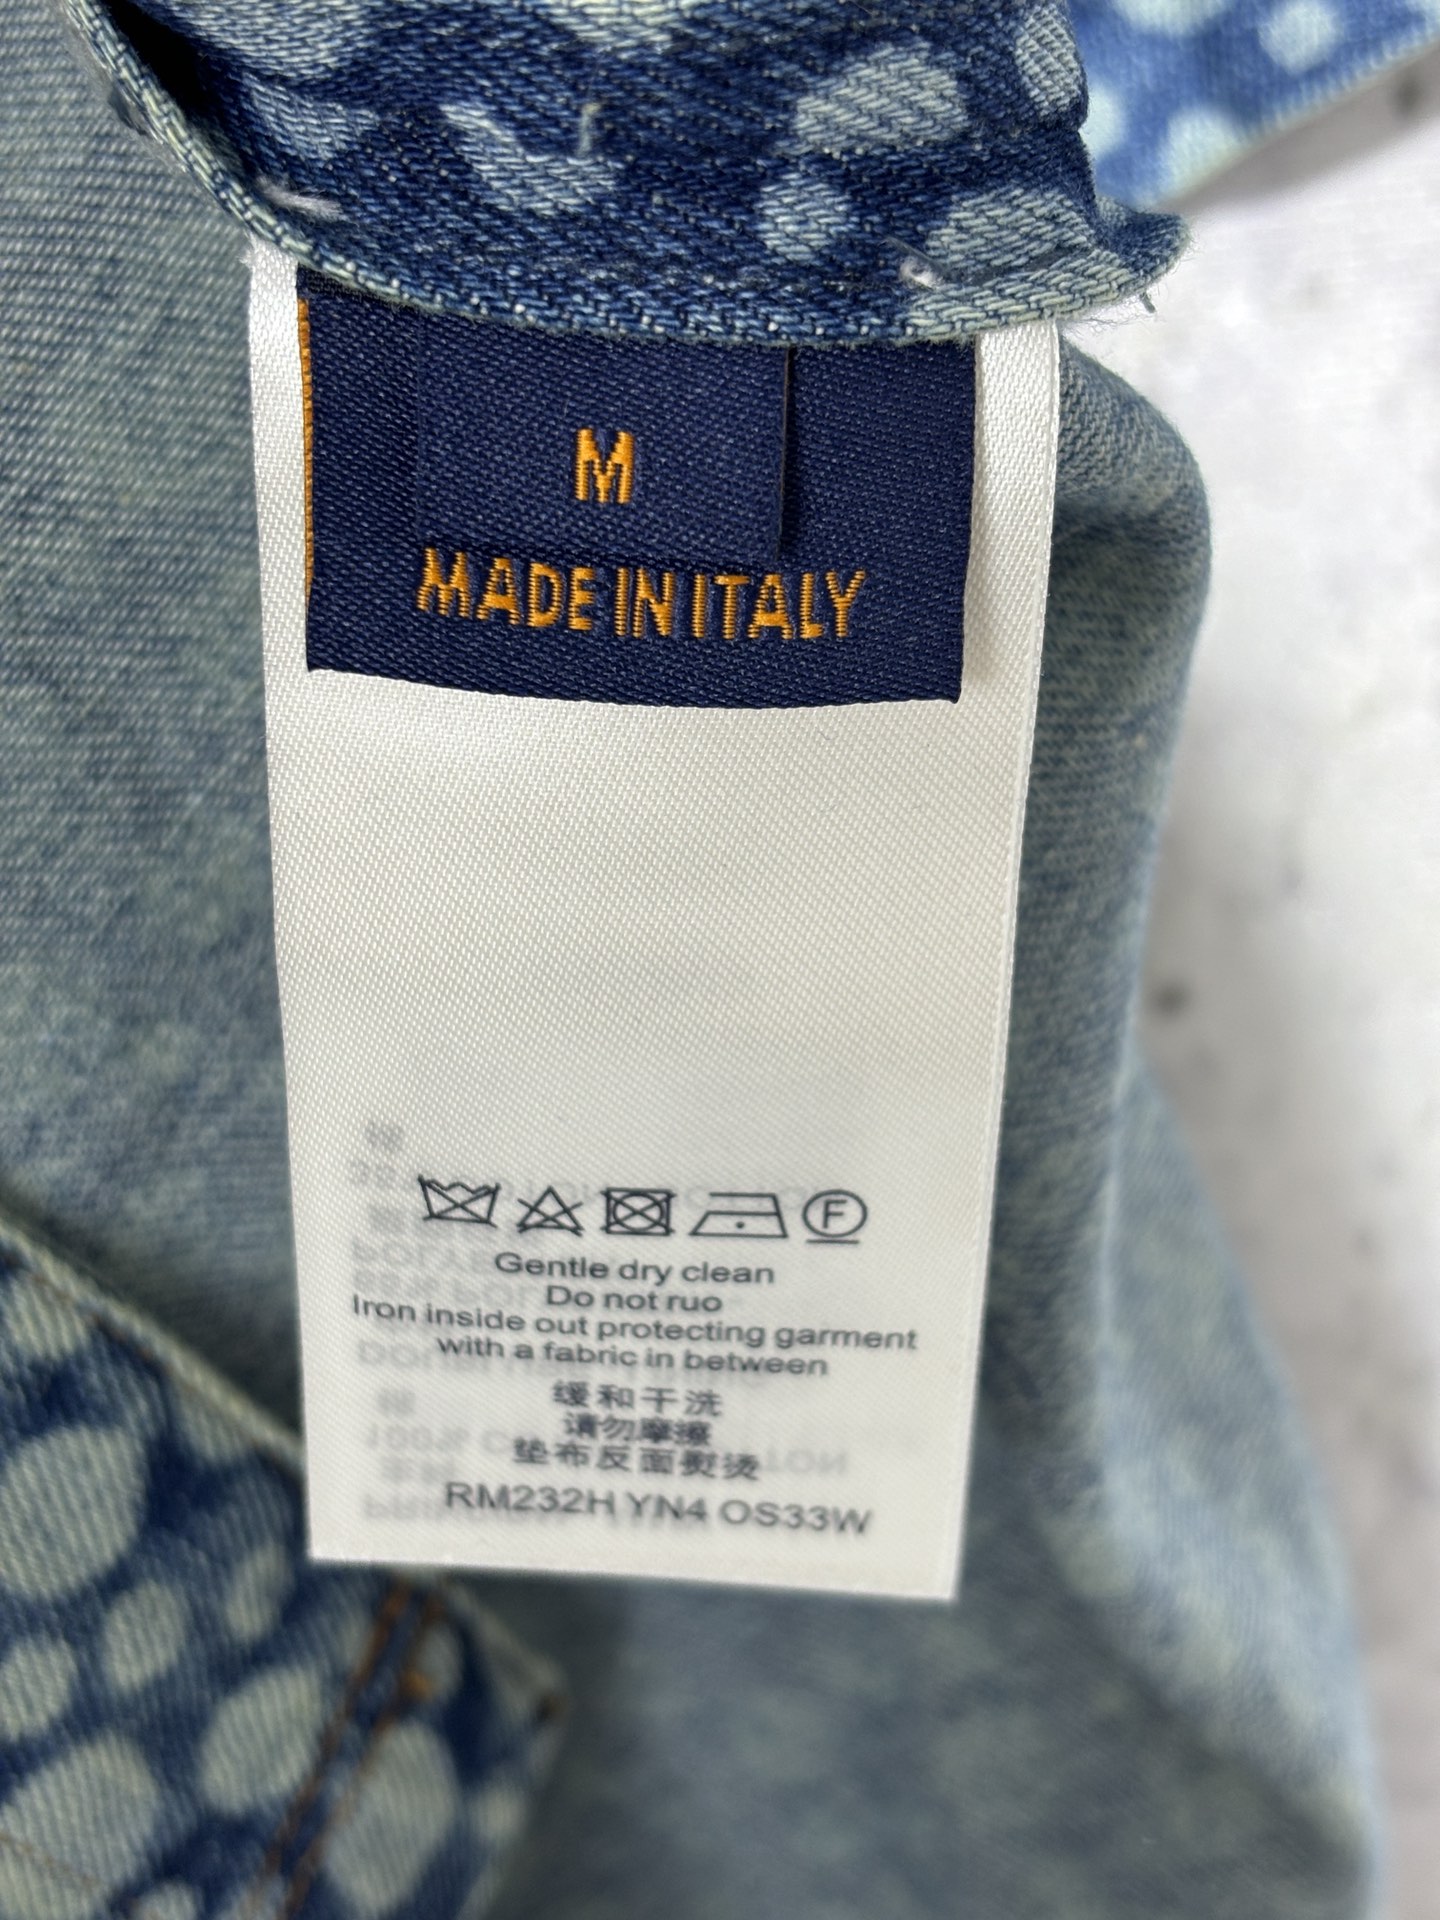 M
MADE IN ITALY
F
Gentle dry clean
Do not ruo
Iron inside out protecting garment
with a fabric in between
缓和干洗
请勿摩擦
垫布反面熨烫
RM232H YN4 OS33W